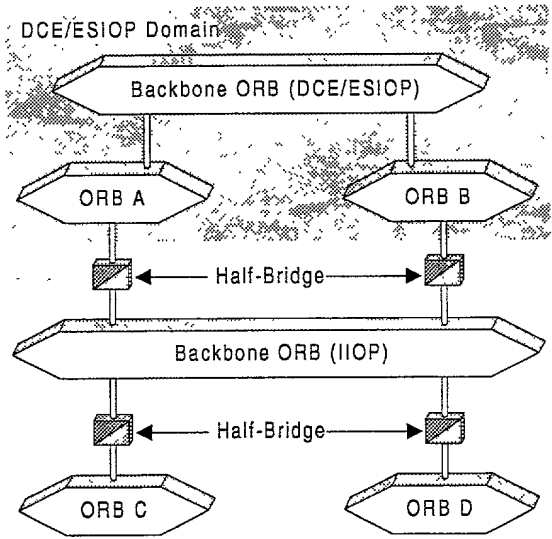 DCE/ESIOP Domain
Backbone ORB (DCE/ESIOP)
ORB A
ORB B
Half-Bridge
Backbone ORB (IIOP)
Half-Bridge
ORB C
ORB D